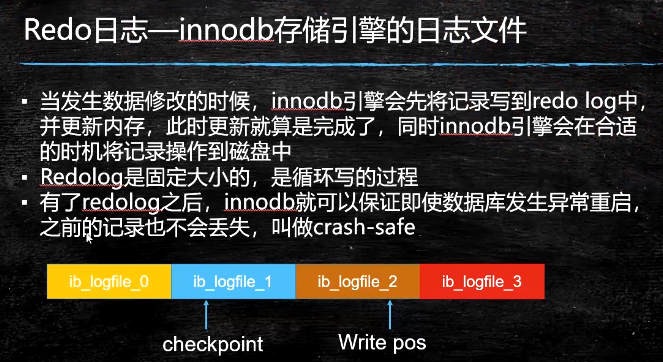 Redo日志—innodb存储引擎的日志文件
当发生数据修改的时候，innodb引擎会先将记录写到redo log中，
并更新内存，此时更新就算是完成了，同时innodb引擎会在合适
的时机将记录操作到磁盘中
Redolog是固定大小的，是循环写的过程
有了redolog之后，innodb就可以保证即使数据库发生异常重启，
之前的记录也不会丢失，叫做crash-safe
ib_logfile_0 ib_logfile_1 ib_logfile_2 ib_logfile_3
checkpoint Write pos